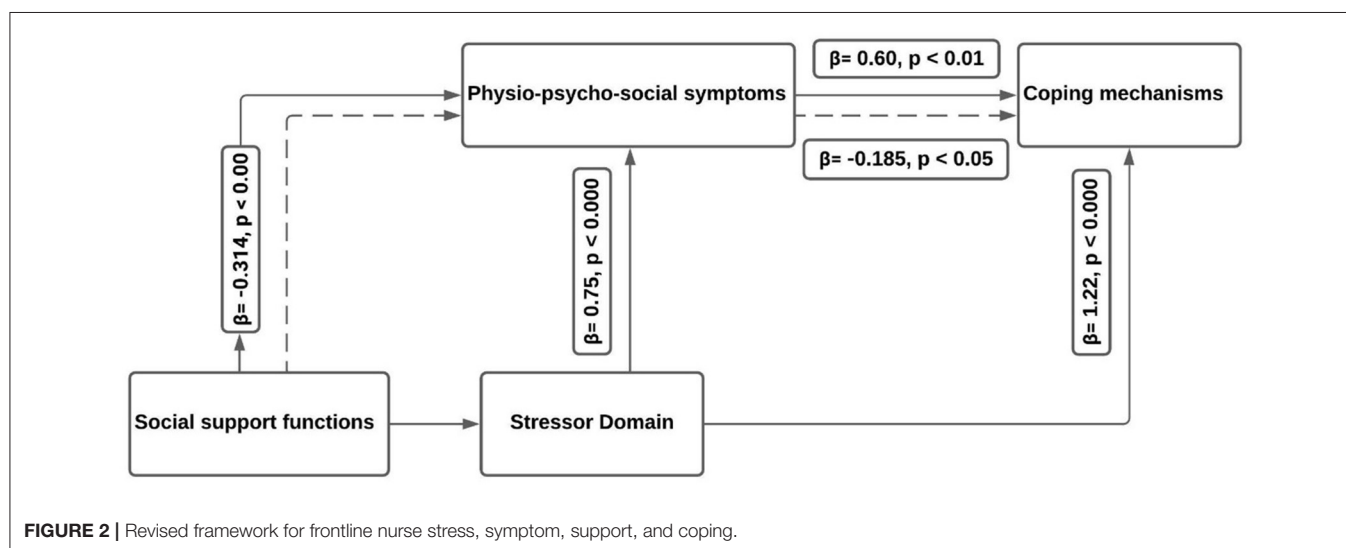 β= 0.60, p < 0.01
Physio-psycho-social symptoms
Coping mechanisms
β= -0.185, p < 0.05
β= -0.314, p < 0.00
β= 0.75, p < 0.000
β= 1.22, p < 0.000
Social support functions
Stressor Domain
FIGURE 2 | Revised framework for frontline nurse stress, symptom, support, and coping.